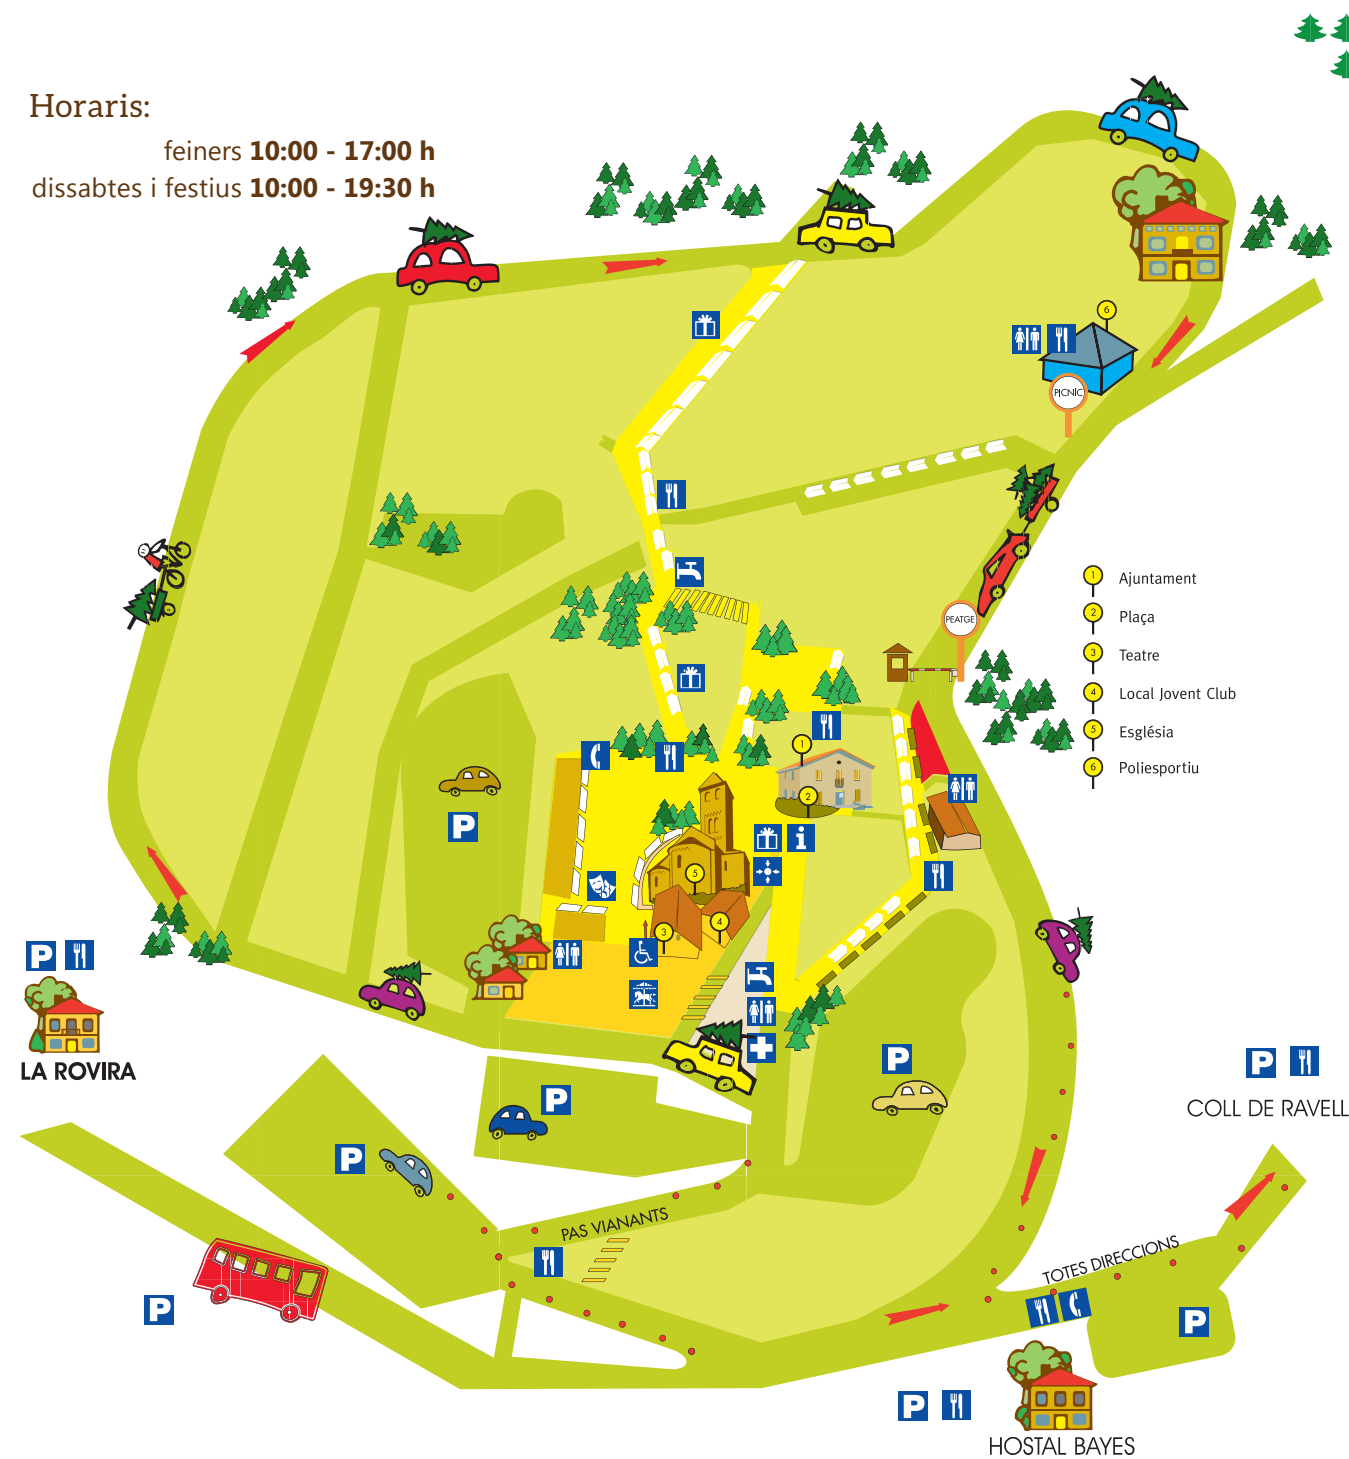 Horaris:
feiners 10:00 - 17:00 h
dissabtes i festius 10:00 - 19:30 h
6
PICNIC
PEATGE
1 Ajuntament
2 Plaça
3 Teatre
4 Local Jovent Club
5 Església
6 Poliesportiu
1
2
P
i
5
4
3
P
LA ROVIRA
P
P
P
COLL DE RAVELL
P
PAS VIANANTS
TOTES DIRECCIONS
P
P
P
HOSTAL BAYES